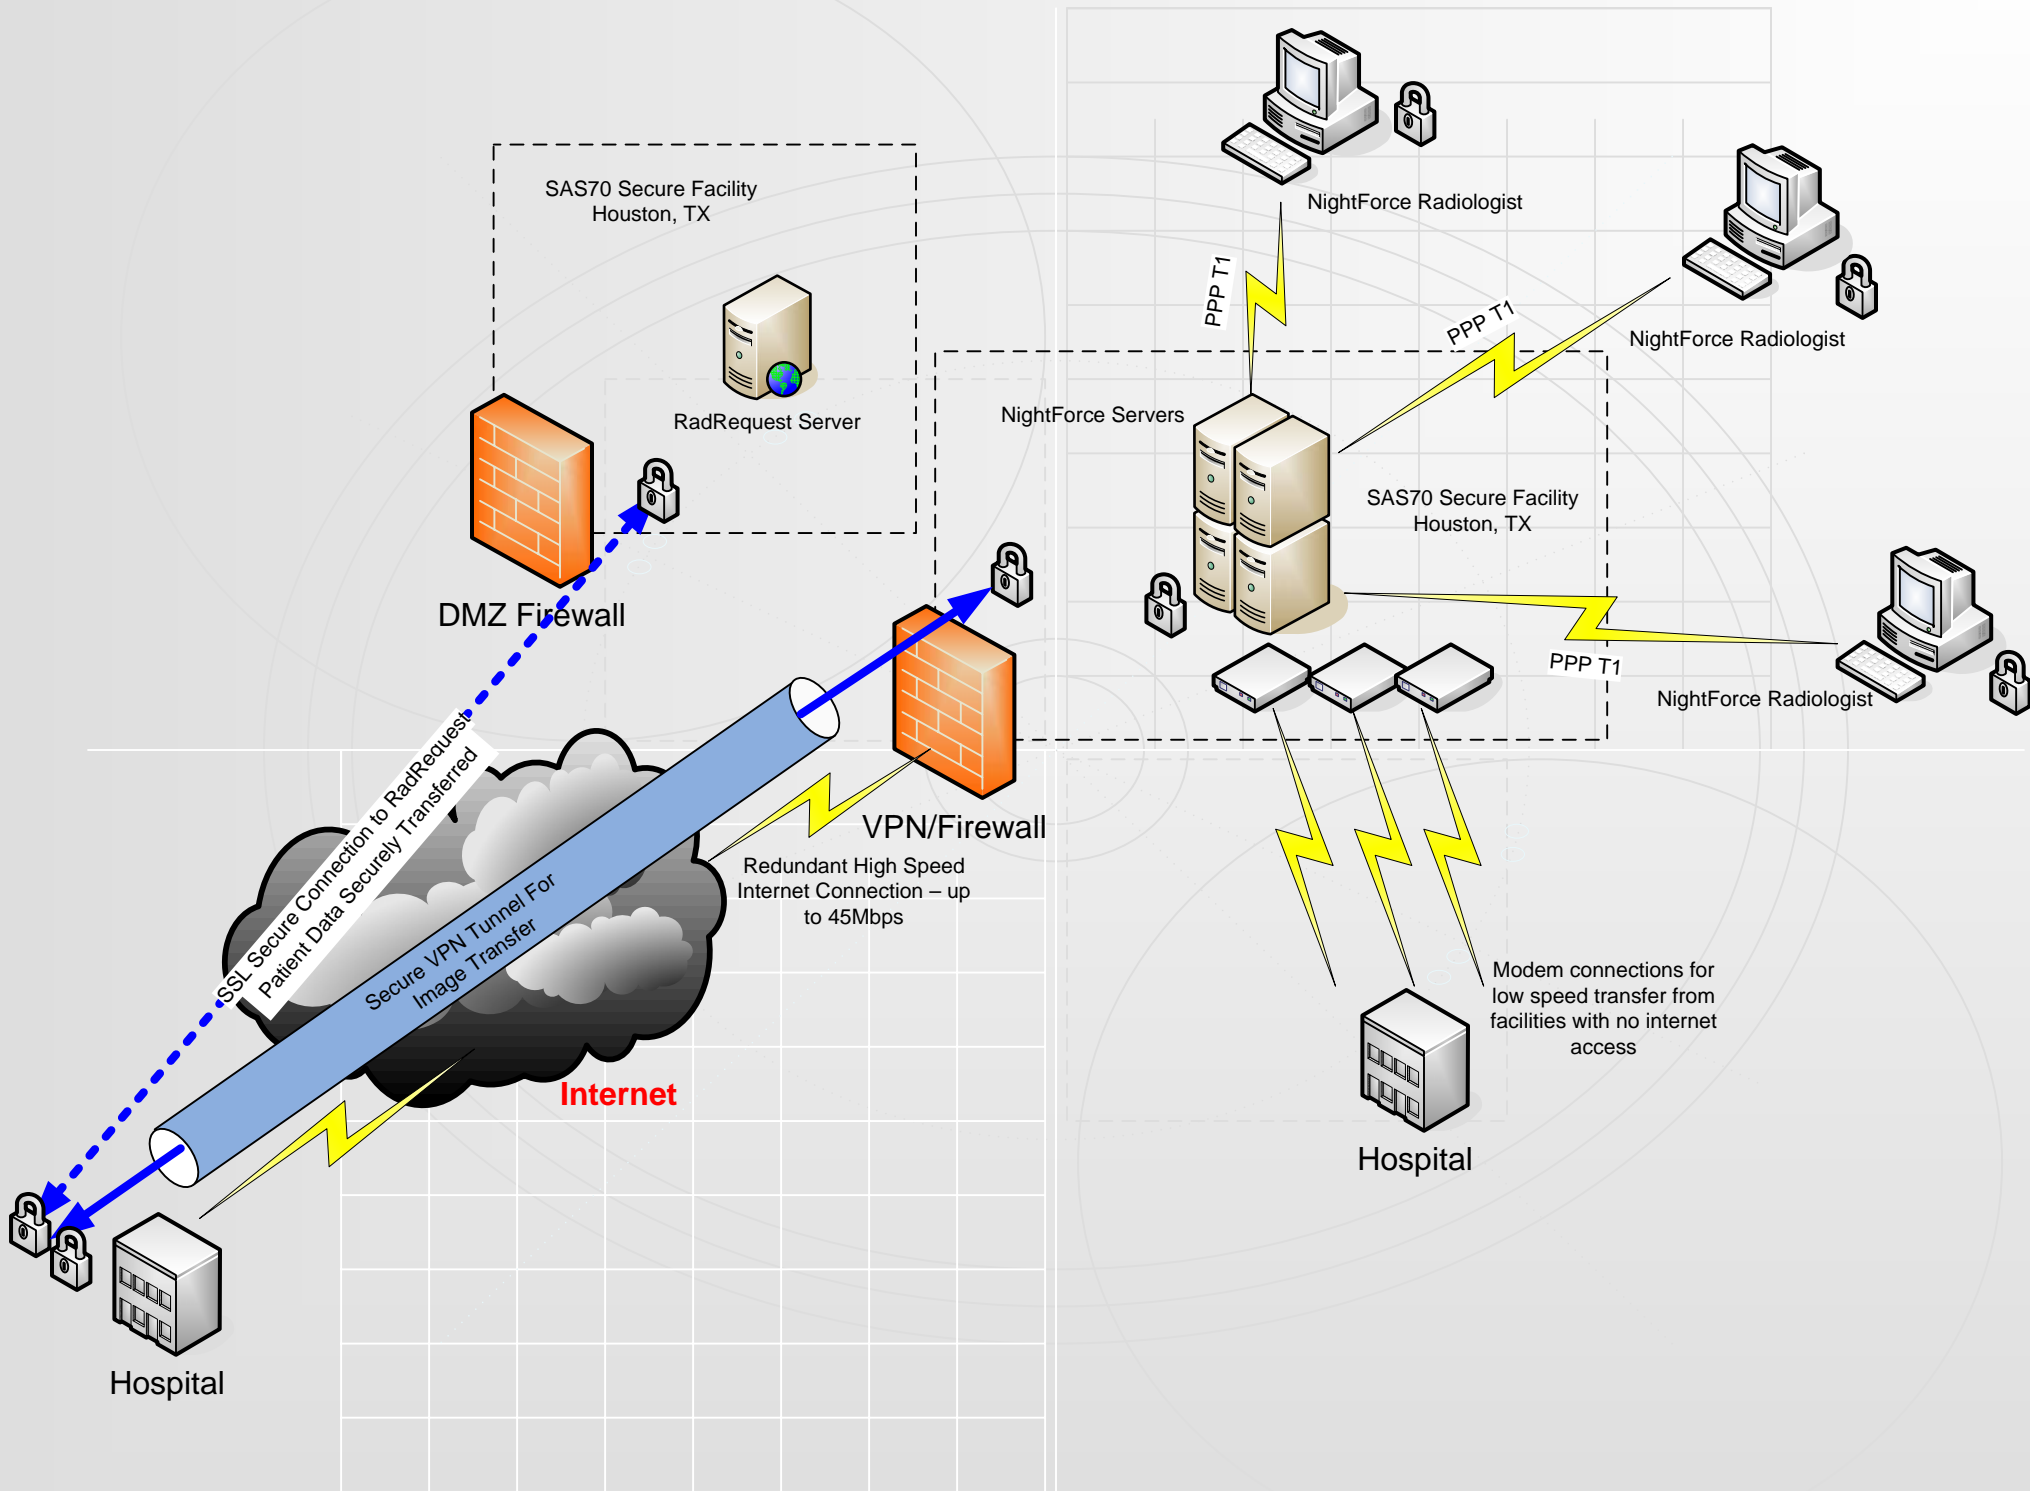 SAS70 Secure Facility
Houston, TX
RadRequest Server
DMZ Firewall
NightForce Radiologist
PPP T1
NightForce Radiologist
PPP T1
NightForce Servers
SAS70 Secure Facility
Houston, TX
PPP T1
NightForce Radiologist
VPN/Firewall
Redundant High Speed
Internet Connection – up
to 45Mbps
SSL Secure Connection to RadRequest
Patient Data Securely Transferred
Secure VPN Tunnel For
Image Transfer
Internet
Modem connections for
low speed transfer from
facilities with no internet
access
Hospital
Hospital